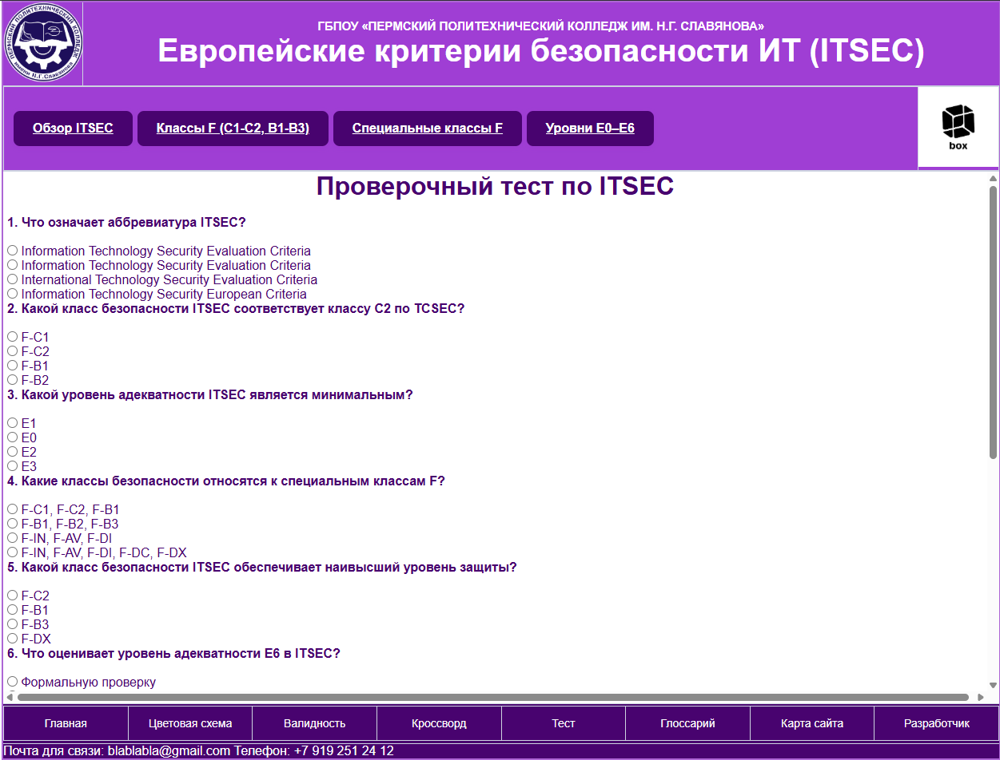 ПЕРМСКИЙ ПОЛИТЕХНИЧЕСКИЙ КОЛЛЕДЖ
имени Н.Г.Славянова
ГБПОУ «ПЕРМСКИЙ ПОЛИТЕХНИЧЕСКИЙ КОЛЛЕДЖ ИМ. Н.Г. СЛАВЯНОВА»
Европейские критерии безопасности ИТ (ITSEC)
Обзор ITSEC
Классы F (C1-C2, B1-B3)
Специальные классы F
Уровни E0–E6
box
Проверочный тест по ITSEC
1. Что означает аббревиатура ITSEC?
Information Technology Security Evaluation Criteria
Information Technology Security Evaluation Criteria
International Technology Security Evaluation Criteria
Information Technology Security European Criteria
2. Какой класс безопасности ITSEC соответствует классу C2 по TCSEC?
F-C1
F-C2
F-B1
F-B2
3. Какой уровень адекватности ITSEC является минимальным?
E1
E0
E2
E3
4. Какие классы безопасности относятся к специальным классам F?
F-C1, F-C2, F-B1
F-B1, F-B2, F-B3
F-IN, F-AV, F-DI
F-IN, F-AV, F-DI, F-DC, F-DX
5. Какой класс безопасности ITSEC обеспечивает наивысший уровень защиты?
F-C2
F-B1
F-B3
F-DX
6. Что оценивает уровень адекватности E6 в ITSEC?
Формальную проверку
Главная
Цветовая схема
Валидность
Кроссворд
Тест
Глоссарий
Карта сайта
Разработчик
Почта для связи: blablabla@gmail.com Телефон: +7 919 251 24 12